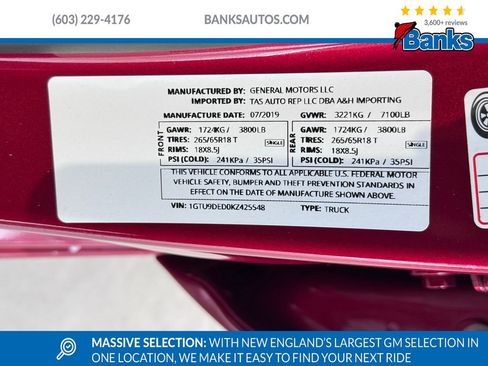 (603) 229-4176
BANKSAUTOS.COM
3,600+ reviews
Banks
MANUFACTURED BY: GENERAL MOTORS LLC
IMPORTED BY: TAS AUTO REP LLC DBA A&H IMPORTING
MANUFACTURE DATE: 07/2019 GVWR: 3221KG / 7100LB
FRONT
GAWR: 1724KG / 3800LB
TIRES: 265/65R18 T
RIMS: 18X8.5J
SINGLE
PSI (COLD): 241KPa / 35PSI
REAR
GAWR: 1724KG / 3800LB
TIRES: 265/65R18 T
RIMS: 18X8.5J
SINGLE
PSI (COLD): 241KPa / 35PSI
THIS VEHICLE CONFORMS TO ALL APPLICABLE U.S. FEDERAL MOTOR
VEHICLE SAFETY, BUMPER AND THEFT PREVENTION STANDARDS IN
EFFECT ON THE DATE OF MANUFACTURE SHOWN ABOVE.
VIN: 1GTU9DED0KZ425548 TYPE: TRUCK
MASSIVE SELECTION: WITH NEW ENGLAND'S LARGEST GM SELECTION IN
ONE LOCATION, WE MAKE IT EASY TO FIND YOUR NEXT RIDE